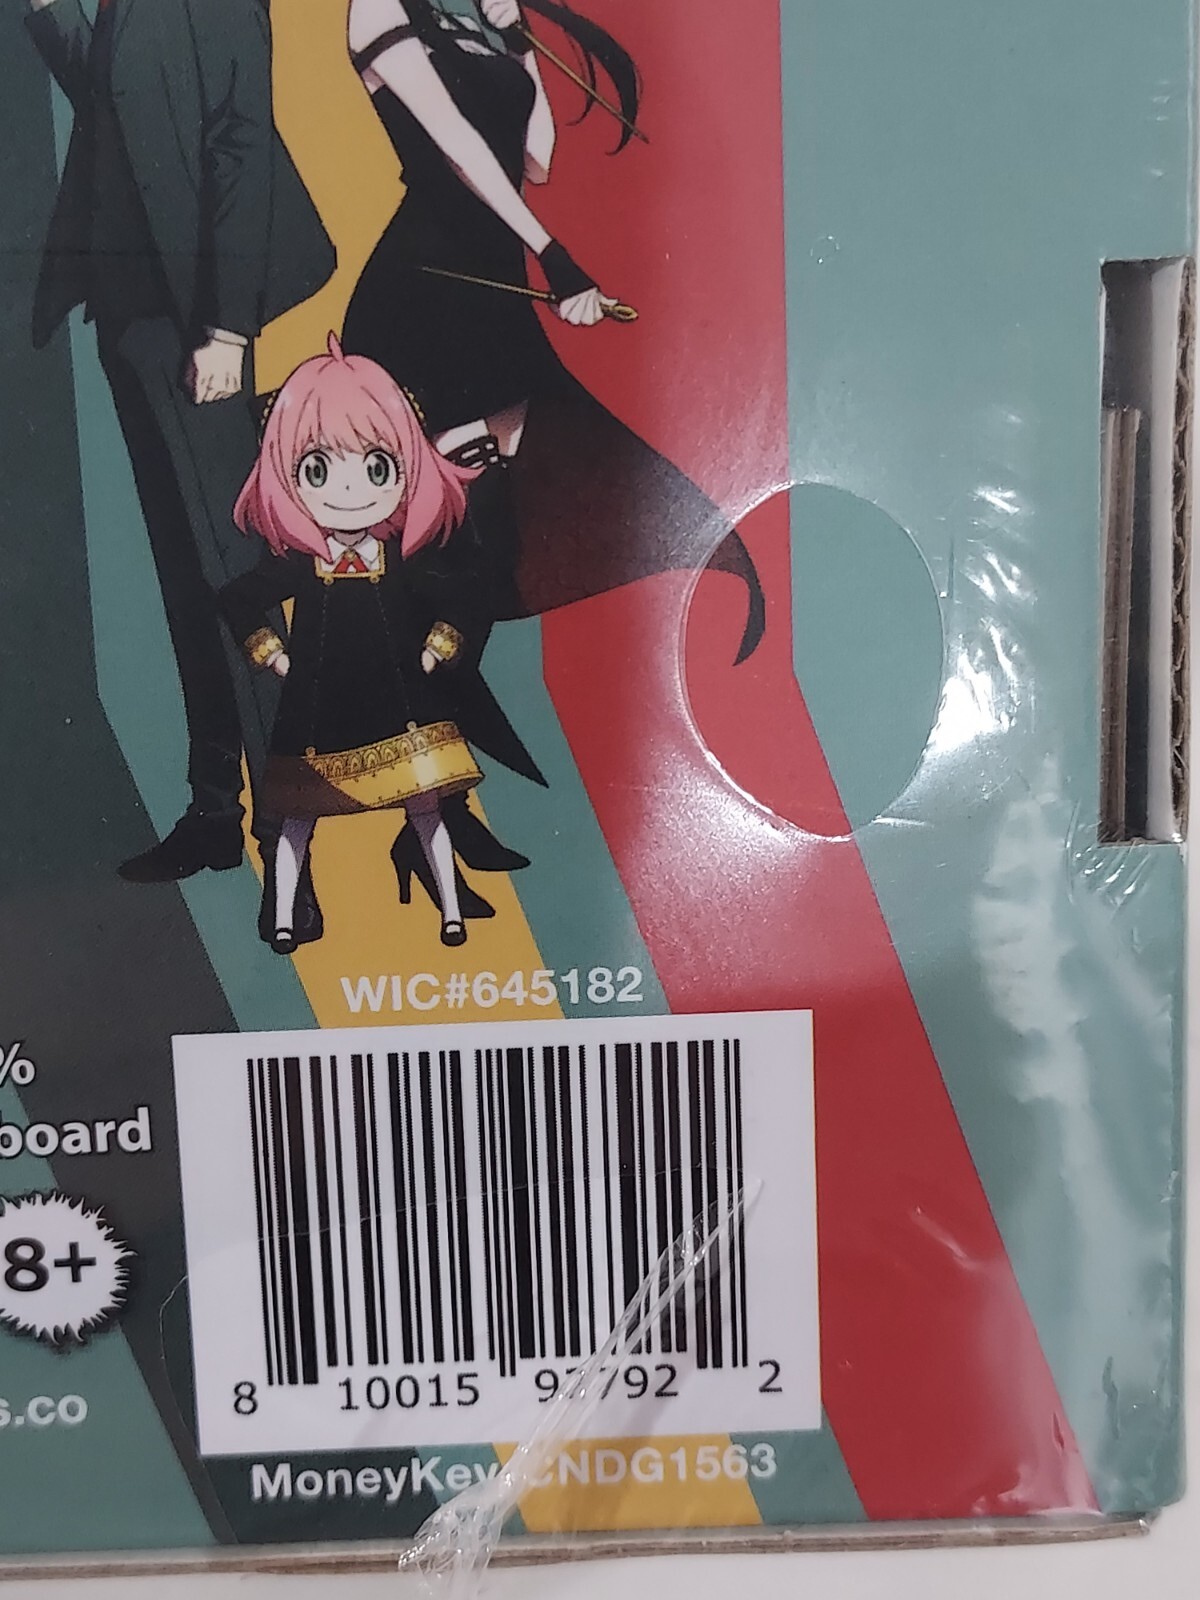 WIC#645182
%
board
8+
s.co
8 10015 97792 2
MoneyKey CNDG1563